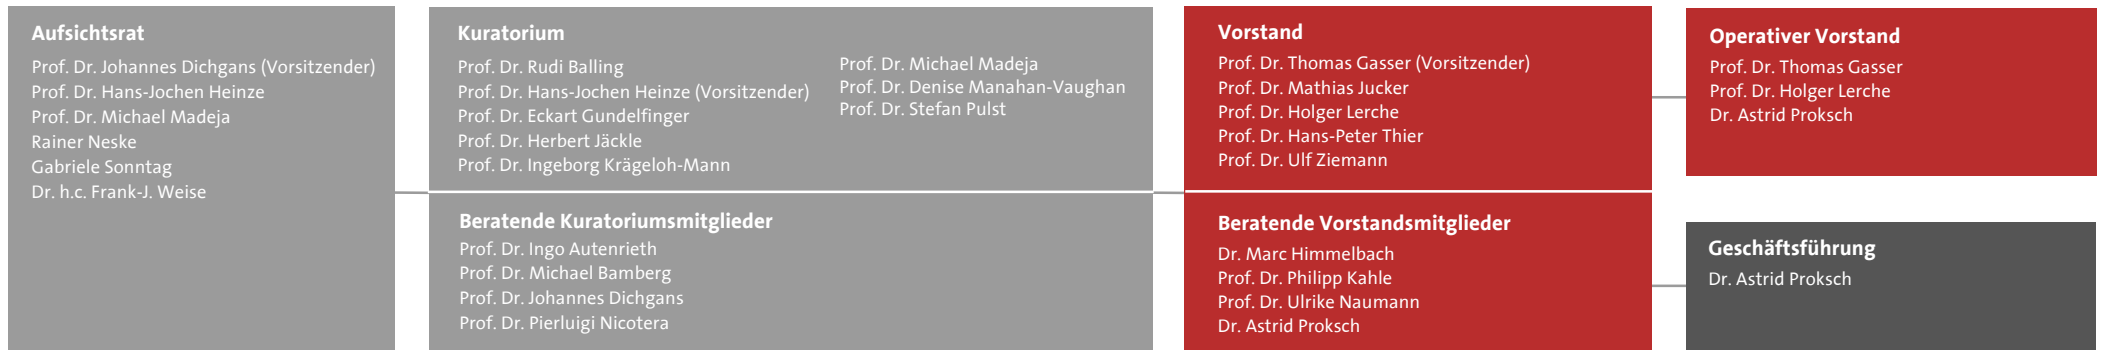 Aufsichtsrat
Prof. Dr. Johannes Dichgans (Vorsitzender)
Prof. Dr. Hans-Jochen Heinze
Prof. Dr. Michael Madeja
Rainer Neske
Gabriele Sonntag
Dr. h.c. Frank-J. Weise
Kuratorium
Prof. Dr. Rudi Balling
Prof. Dr. Hans-Jochen Heinze (Vorsitzender)
Prof. Dr. Eckart Gundelfinger
Prof. Dr. Herbert Jäckle
Prof. Dr. Ingeborg Krägeloh-Mann
Prof. Dr. Michael Madeja
Prof. Dr. Denise Manahan-Vaughan
Prof. Dr. Stefan Pulst
Beratende Kuratoriumsmitglieder
Prof. Dr. Ingo Autenrieth
Prof. Dr. Michael Bamberg
Prof. Dr. Johannes Dichgans
Prof. Dr. Pierluigi Nicotera
Vorstand
Prof. Dr. Thomas Gasser (Vorsitzender)
Prof. Dr. Mathias Jucker
Prof. Dr. Holger Lerche
Prof. Dr. Hans-Peter Thier
Prof. Dr. Ulf Ziemann
Beratende Vorstandsmitglieder
Dr. Marc Himmelbach
Prof. Dr. Philipp Kahle
Prof. Dr. Ulrike Naumann
Dr. Astrid Proksch
Operativer Vorstand
Prof. Dr. Thomas Gasser
Prof. Dr. Holger Lerche
Dr. Astrid Proksch
Geschäftsführung
Dr. Astrid Proksch